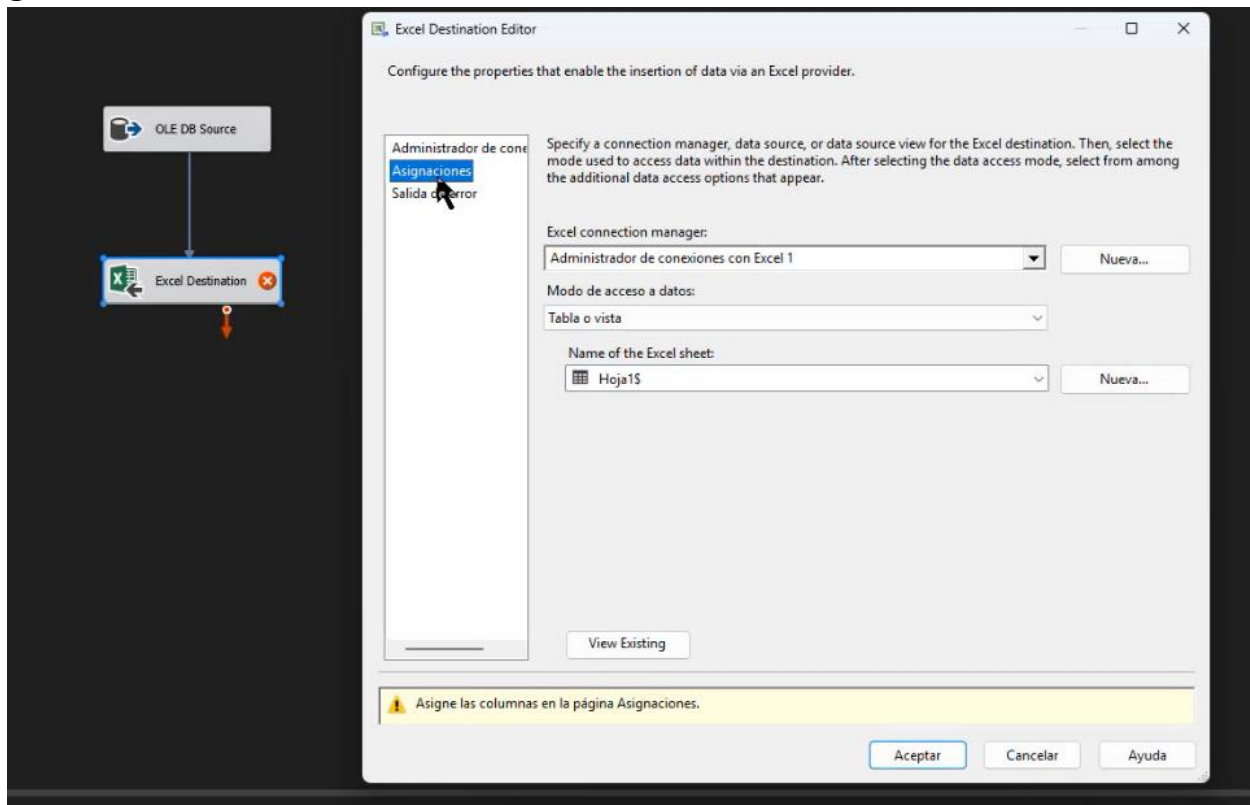 Excel Destination Editor
Configure the properties that enable the insertion of data via an Excel provider.
OLE DB Source
Excel Destination
Administrador de cone
Asignaciones
Salida de error
Specify a connection manager, data source, or data source view for the Excel destination. Then, select the
mode used to access data within the destination. After selecting the data access mode, select from among
the additional data access options that appear.
Excel connection manager:
Administrador de conexiones con Excel 1
Nueva...
Modo de acceso a datos:
Tabla o vista
Name of the Excel sheet:
Hoja1$
Nueva...
View Existing
Asigne las columnas en la página Asignaciones.
Aceptar
Cancelar
Ayuda